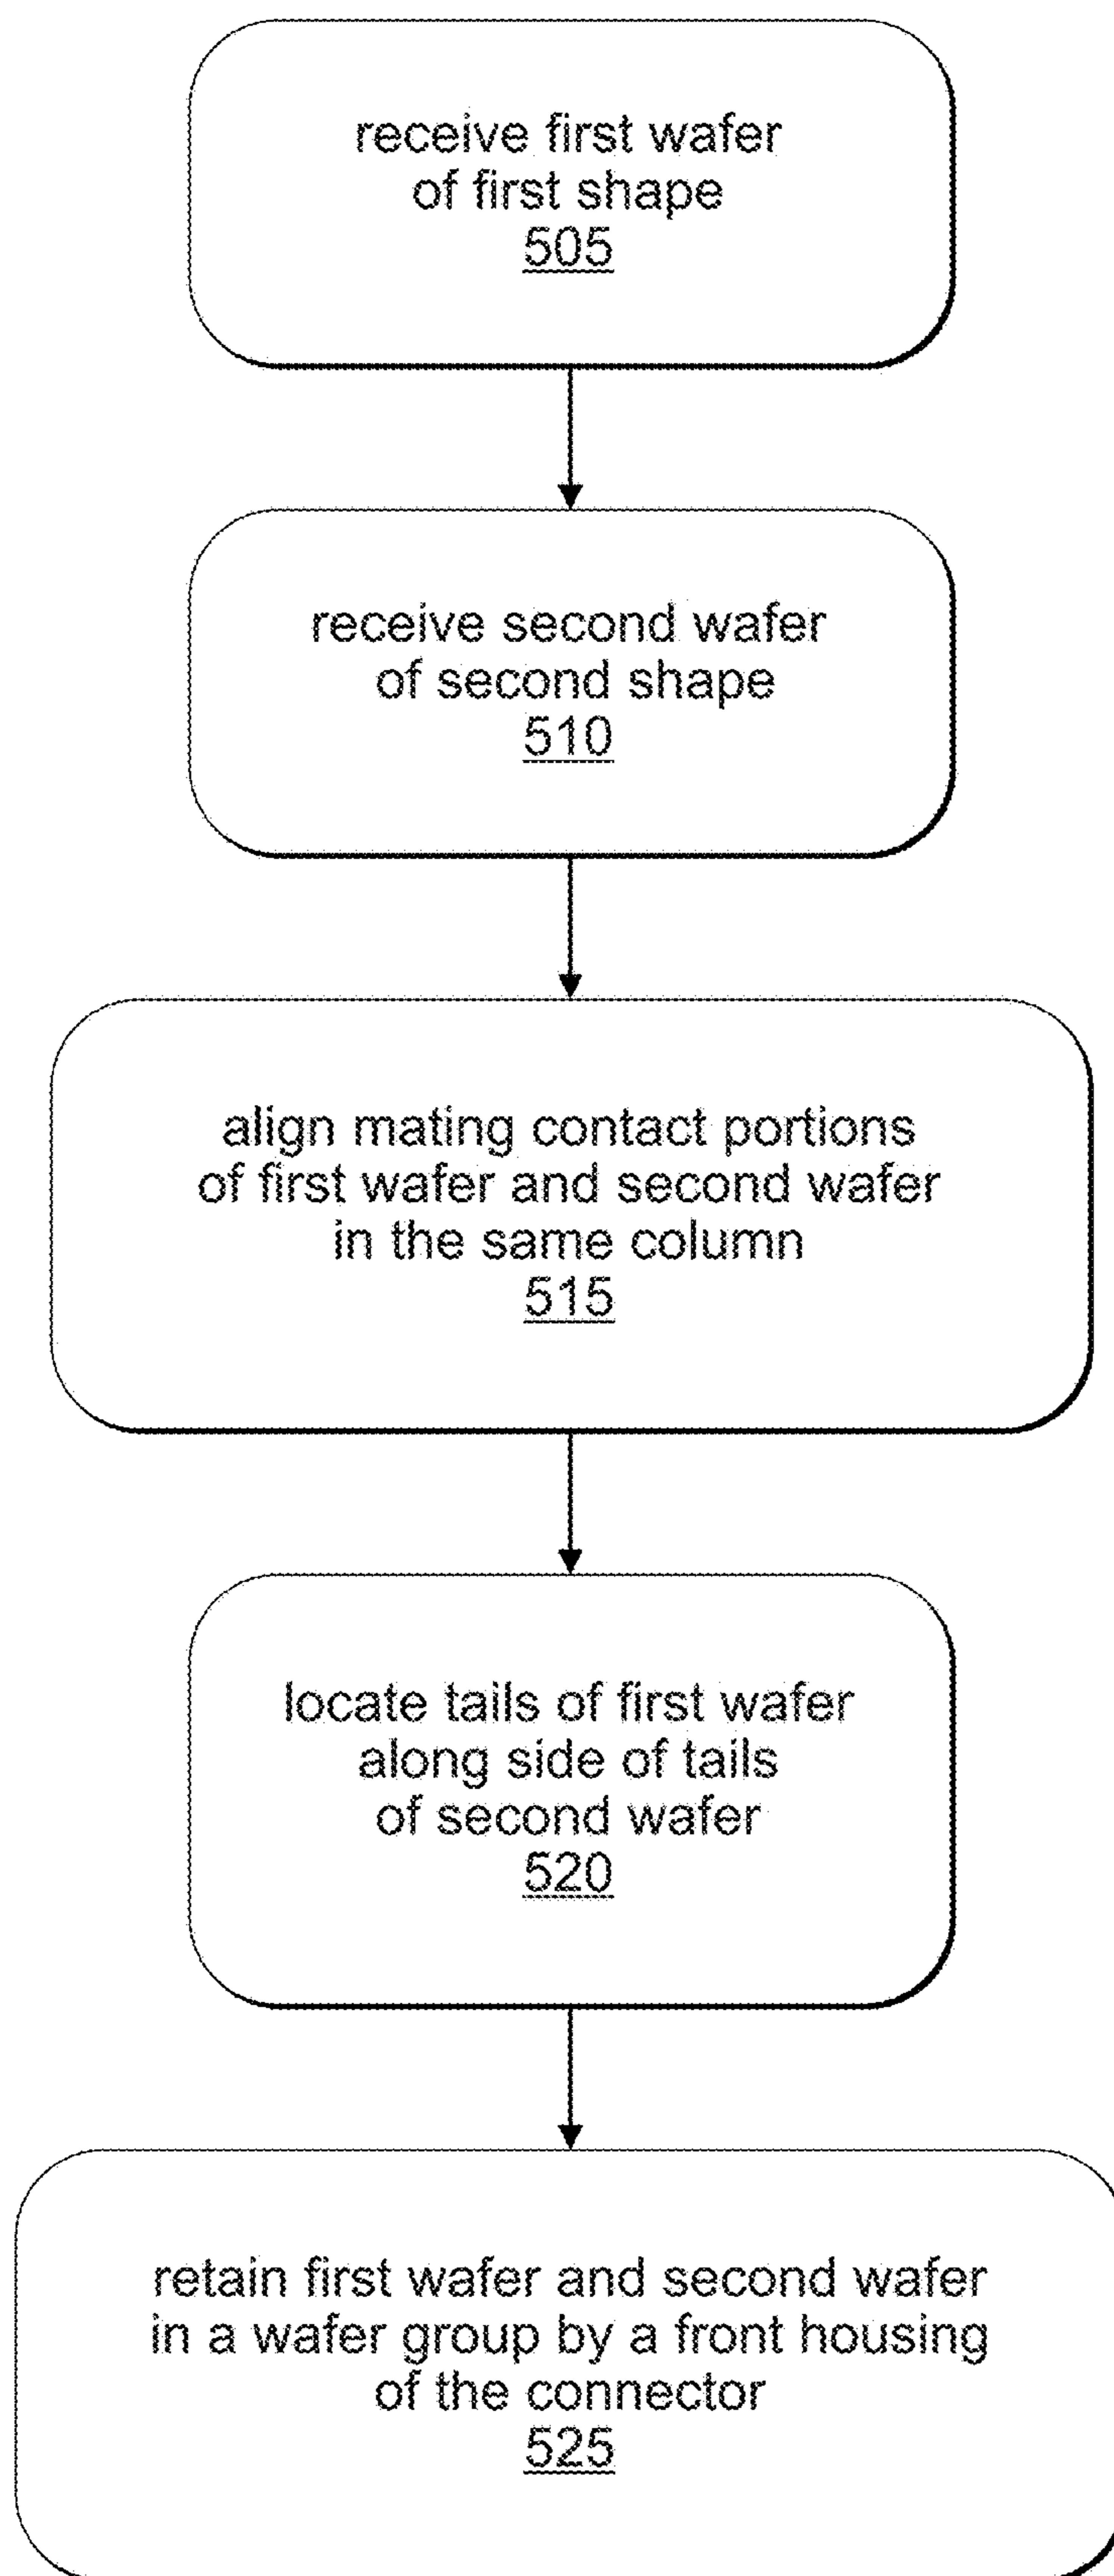 receive first wafer
of first shape
505
receive second wafer
of second shape
510
align mating contact portions
of first wafer and second wafer
in the same column
515
locate tails of first wafer
along side of tails
of second wafer
520
retain first wafer and second wafer
in a wafer group by a front housing
of the connector
525